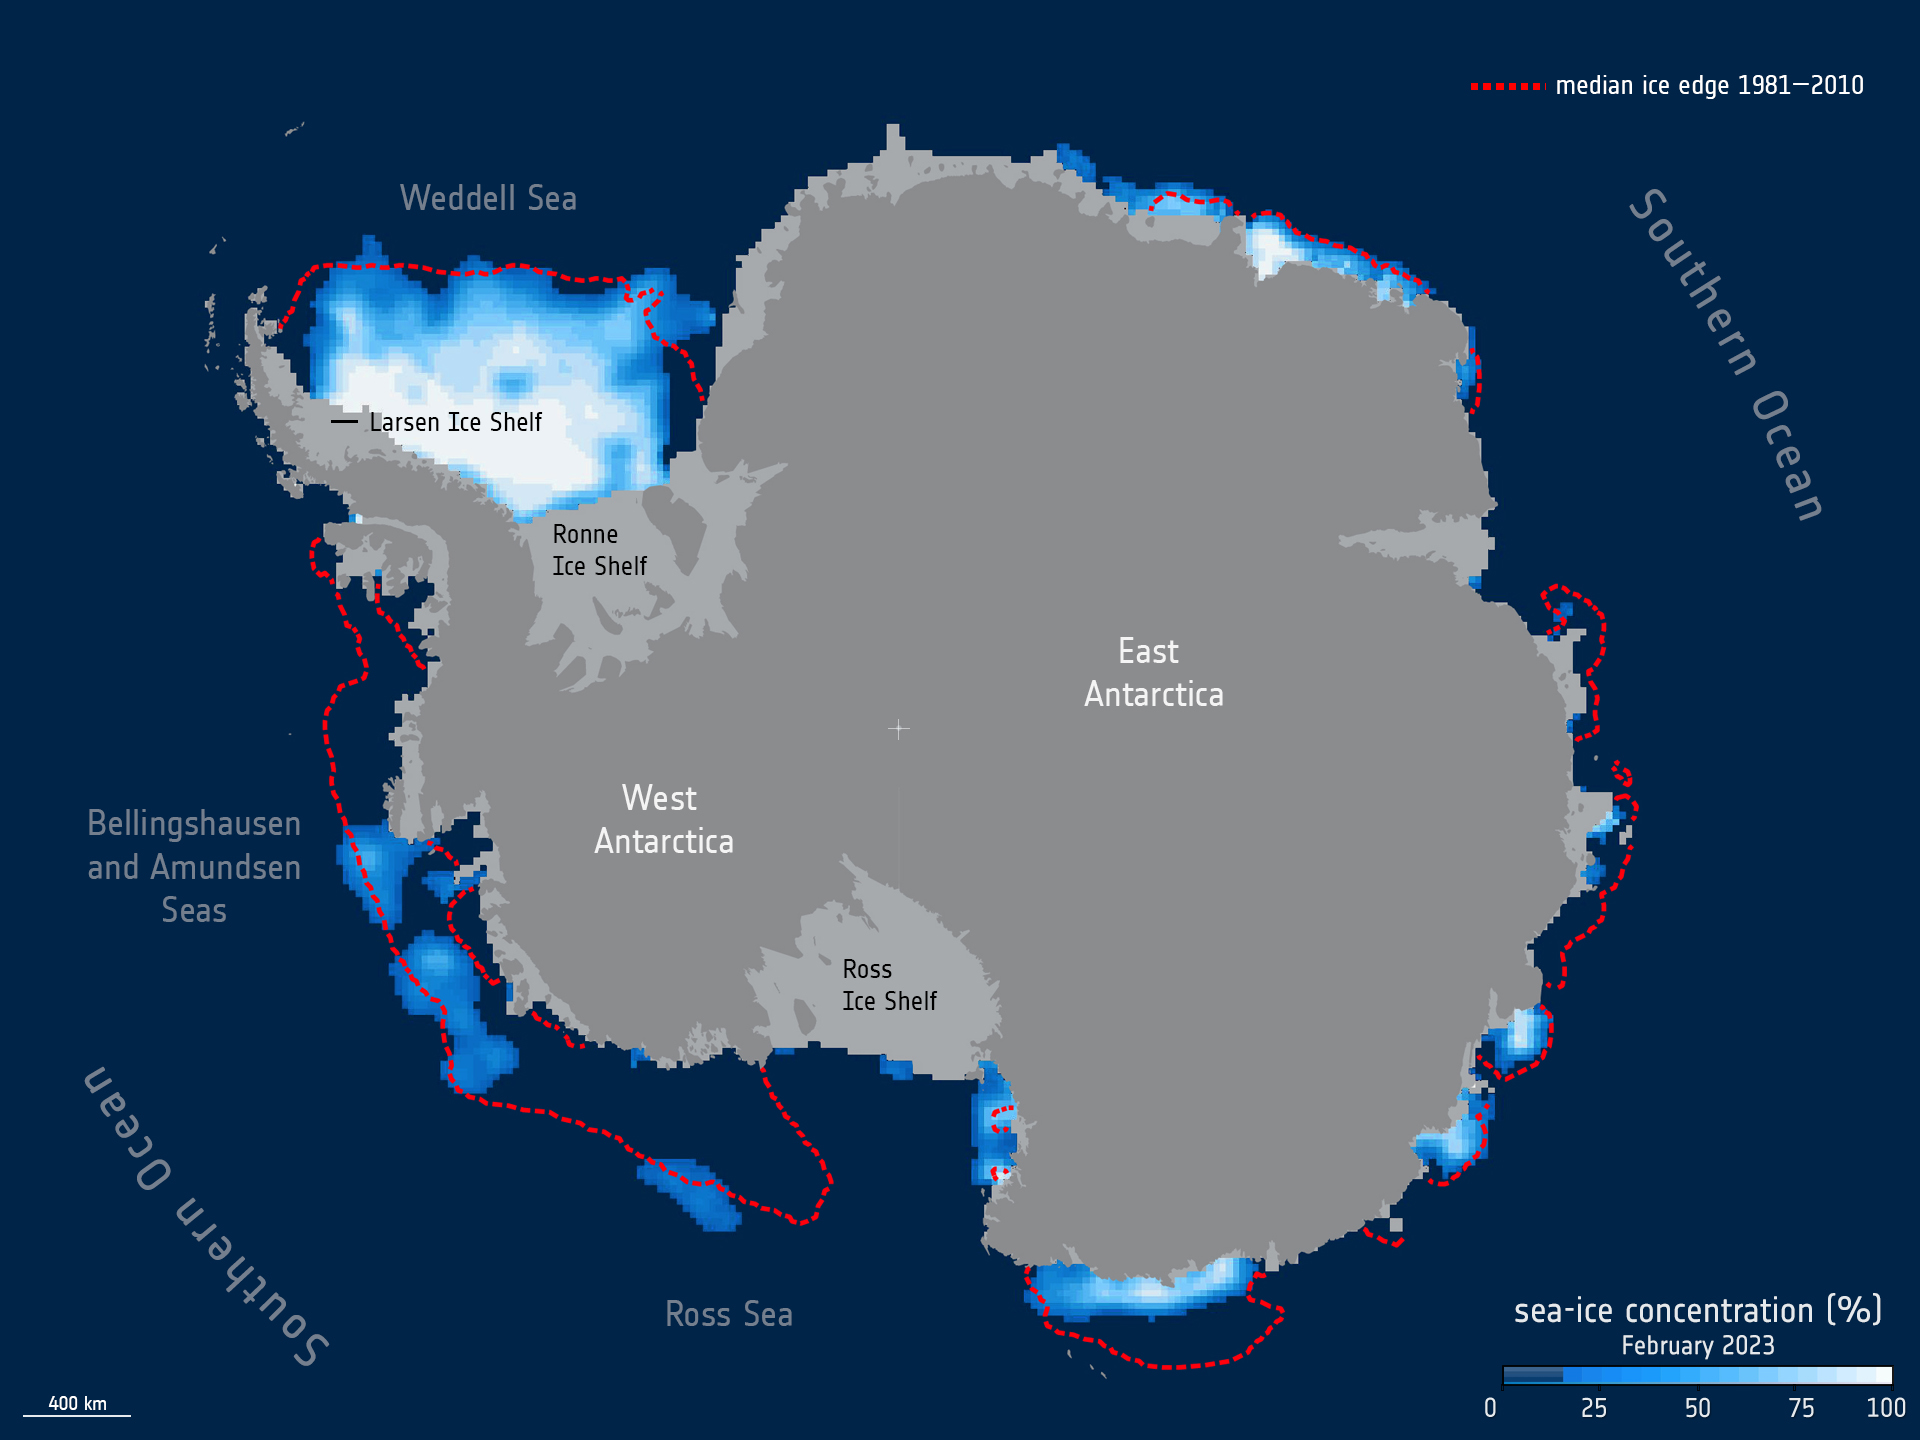 median ice edge 1981–2010
Weddell Sea
Southern Ocean
Larsen Ice Shelf
Ronne
Ice Shelf
East
Antarctica
West
Antarctica
Bellingshausen
and Amundsen
Seas
Ross
Ice Shelf
Southern Ocean
Ross Sea
sea-ice concentration (%)
February 2023
0 25 50 75 100
400 km